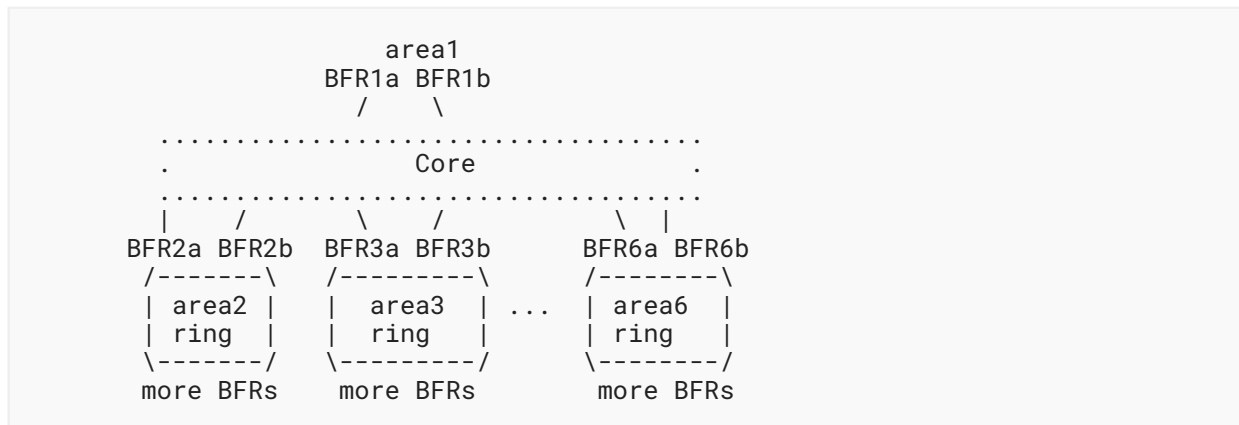 area1
             BFR1a BFR1b
               /    \
  ....................................
  .                Core              .
  ....................................
  |    /       \    /           \  |
BFR2a BFR2b  BFR3a BFR3b      BFR6a BFR6b
 /-------\   /---------\      /--------\
 | area2 |   |  area3  | ...  | area6  |
 | ring  |   |  ring   |      | ring   |
 \-------/   \---------/      \--------/
 more BFRs    more BFRs        more BFRs